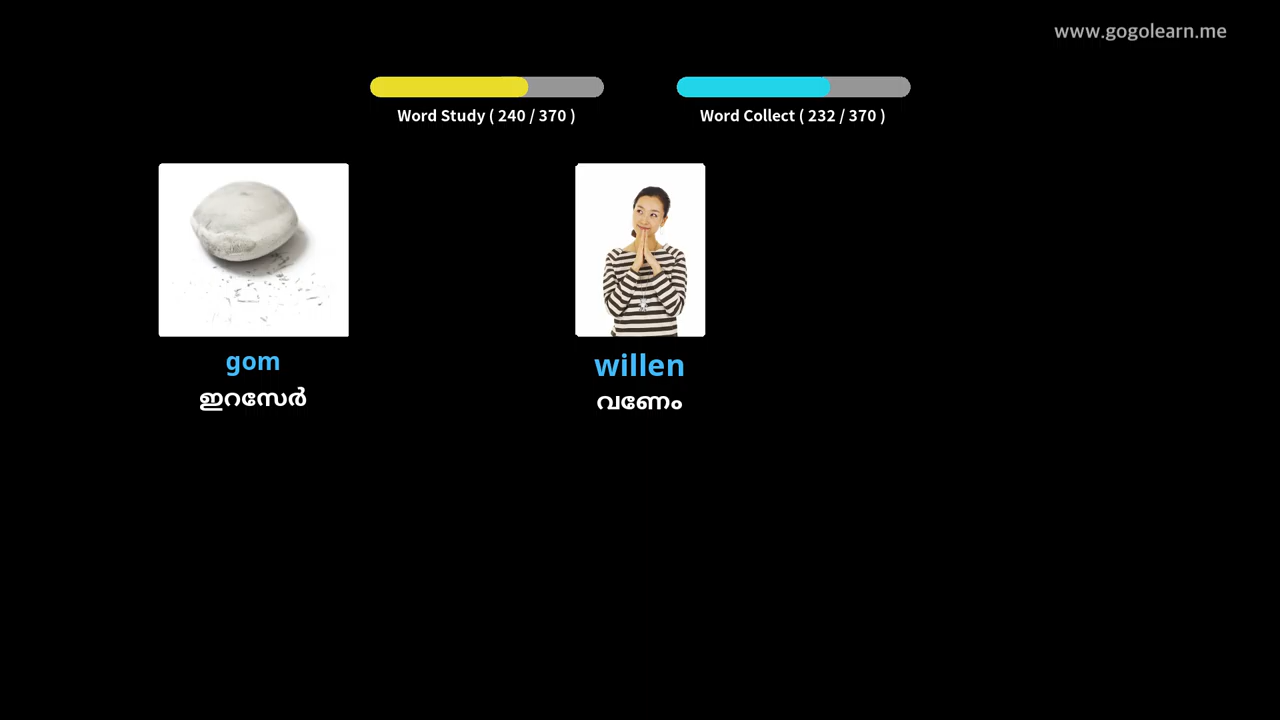 www.gogolearn.me
Word Study ( 240 / 370 )
Word Collect ( 232 / 370 )
gom
ഇറസേർ
willen
വണേം